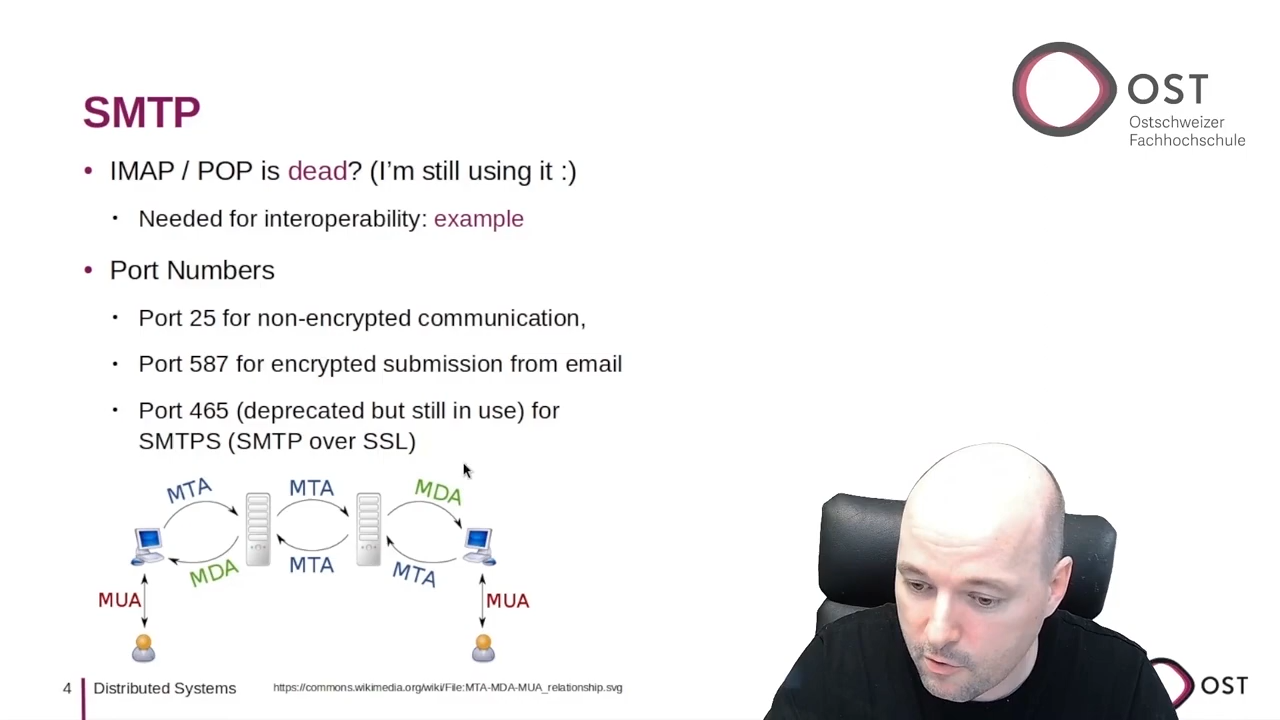 OST
Ostschweizer
Fachhochschule
SMTP
• IMAP / POP is dead? (I'm still using it :)
• Needed for interoperability: example
• Port Numbers
• Port 25 for non-encrypted communication,
• Port 587 for encrypted submission from email
• Port 465 (deprecated but still in use) for
SMTPS (SMTP over SSL)
MTA MTA MDA
MDA MTA MTA
MUA MUA
4 Distributed Systems https://commons.wikimedia.org/wiki/File:MTA-MDA-MUA_relationship.svg
OST